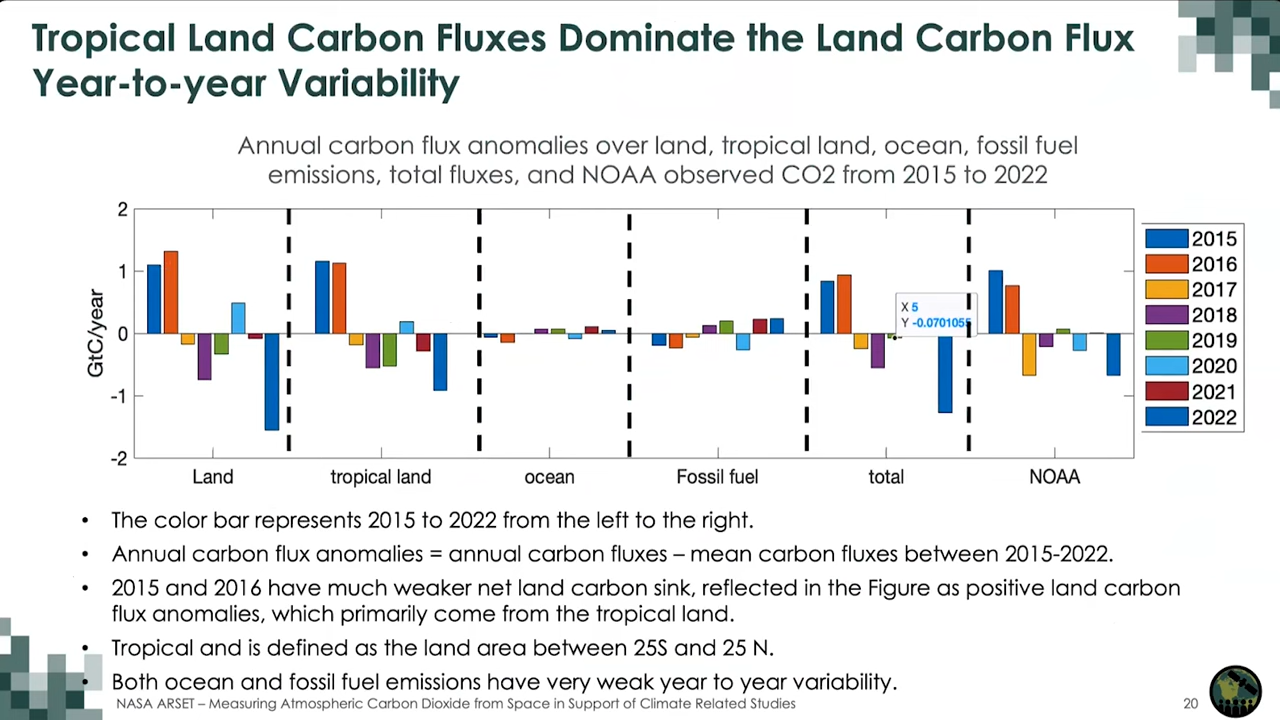 Tropical Land Carbon Fluxes Dominate the Land Carbon Flux
Year-to-year Variability
Annual carbon flux anomalies over land, tropical land, ocean, fossil fuel
emissions, total fluxes, and NOAA observed CO2 from 2015 to 2022
GtC/year
2
1
0
-1
-2
Land
tropical land
ocean
Fossil fuel
total
NOAA
X 5
Y -0.0701055
2015
2016
2017
2018
2019
2020
2021
2022
• The color bar represents 2015 to 2022 from the left to the right.
• Annual carbon flux anomalies = annual carbon fluxes – mean carbon fluxes between 2015-2022.
• 2015 and 2016 have much weaker net land carbon sink, reflected in the Figure as positive land carbon
flux anomalies, which primarily come from the tropical land.
• Tropical and is defined as the land area between 25S and 25 N.
• Both ocean and fossil fuel emissions have very weak year to year variability.
NASA ARSET – Measuring Atmospheric Carbon Dioxide from Space in Support of Climate Related Studies
20